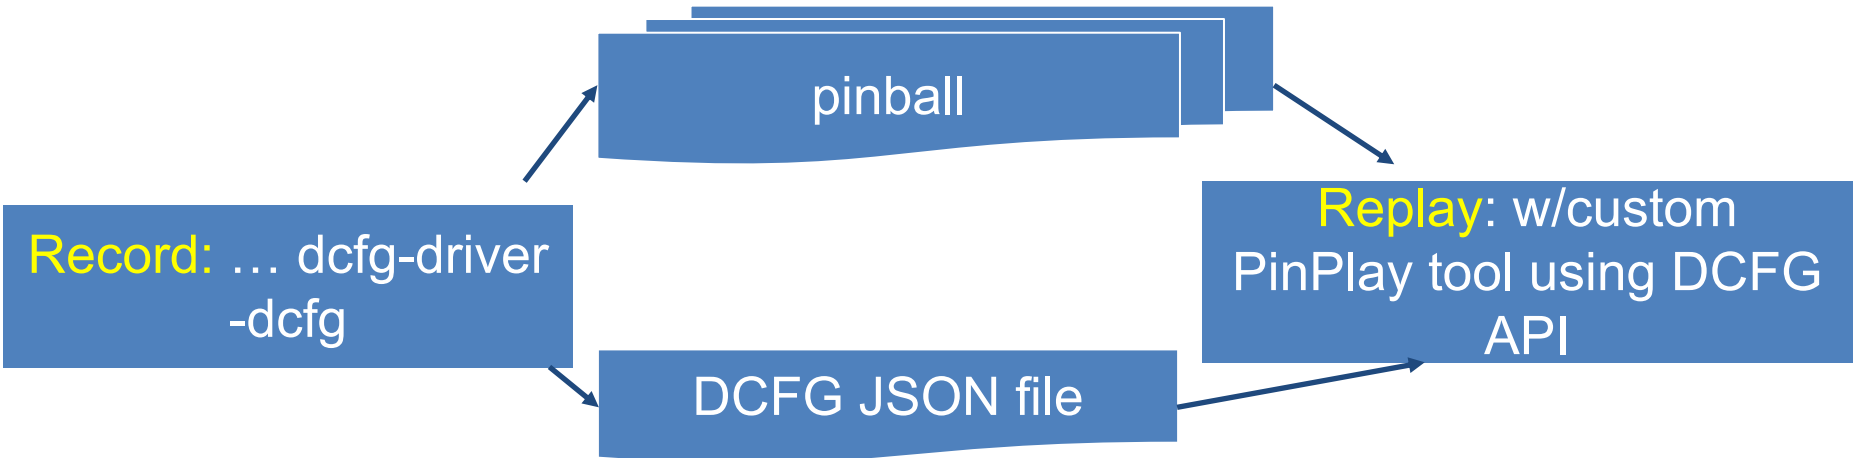 pinball
Record: … dcfg-driver
-dcfg
Replay: w/custom
PinPlay tool using DCFG
API
DCFG JSON file